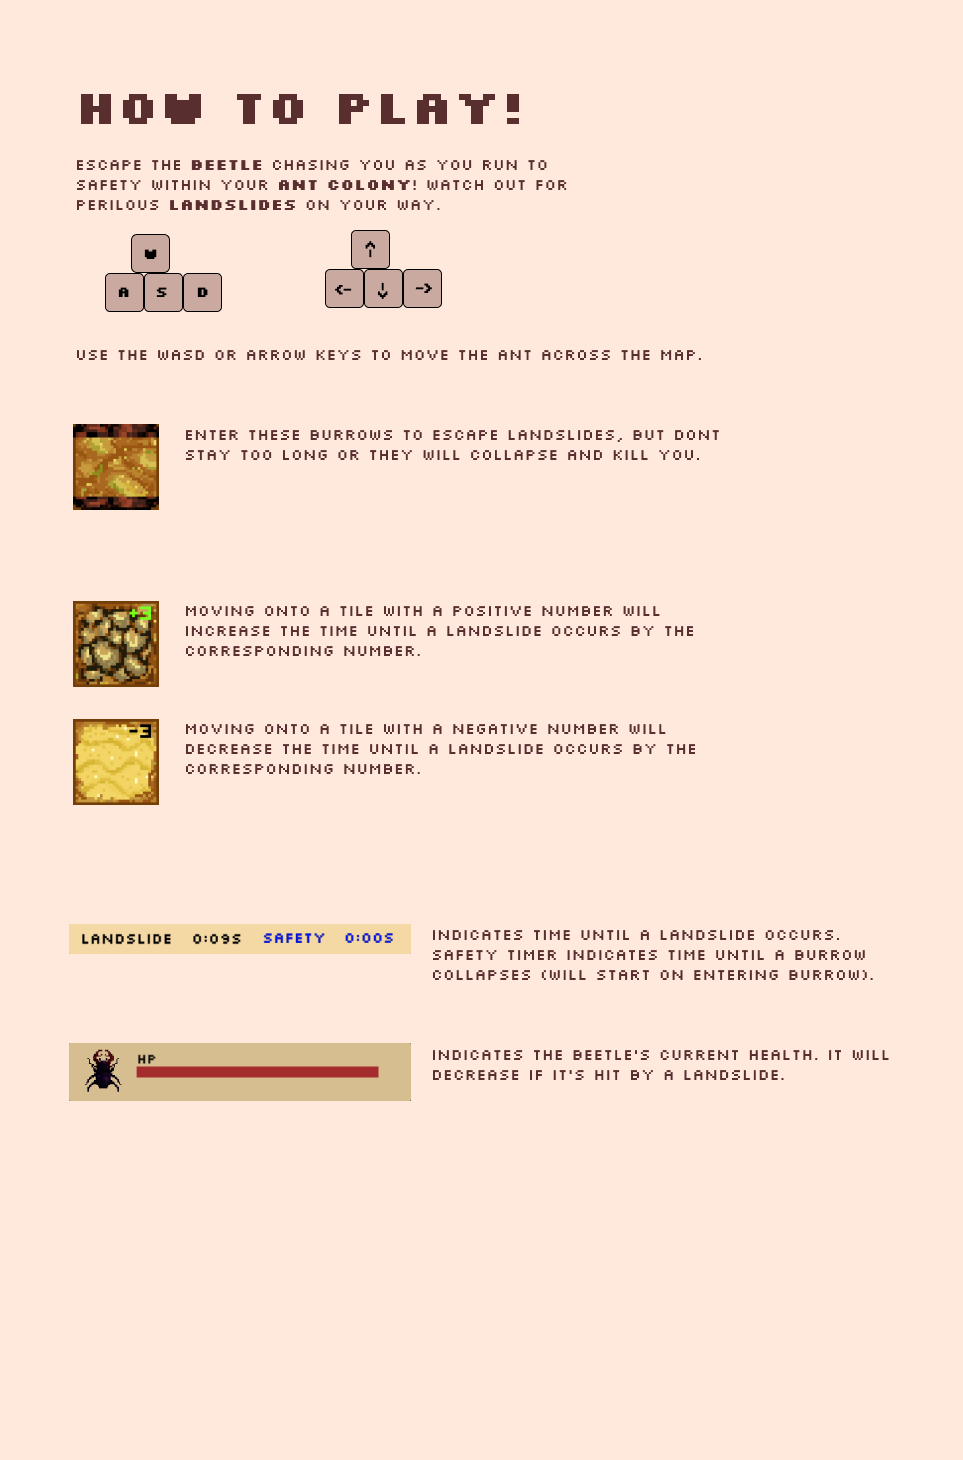 HOW TO PLAY!
ESCAPE THE BEETLE CHASING YOU AS YOU RUN TO
SAFETY WITHIN YOUR ANT COLONY! WATCH OUT FOR
PERILOUS LANDSLIDES ON YOUR WAY.
W
A S D
↑
← ↓ →
USE THE WASD OR ARROW KEYS TO MOVE THE ANT ACROSS THE MAP.
ENTER THESE BURROWS TO ESCAPE LANDSLIDES, BUT DONT
STAY TOO LONG OR THEY WILL COLLAPSE AND KILL YOU.
+3
MOVING ONTO A TILE WITH A POSITIVE NUMBER WILL
INCREASE THE TIME UNTIL A LANDSLIDE OCCURS BY THE
CORRESPONDING NUMBER.
-3
MOVING ONTO A TILE WITH A NEGATIVE NUMBER WILL
DECREASE THE TIME UNTIL A LANDSLIDE OCCURS BY THE
CORRESPONDING NUMBER.
LANDSLIDE 0:09S SAFETY 0:00S
INDICATES TIME UNTIL A LANDSLIDE OCCURS.
SAFETY TIMER INDICATES TIME UNTIL A BURROW
COLLAPSES (WILL START ON ENTERING BURROW).
HP
INDICATES THE BEETLE'S CURRENT HEALTH. IT WILL
DECREASE IF IT'S HIT BY A LANDSLIDE.